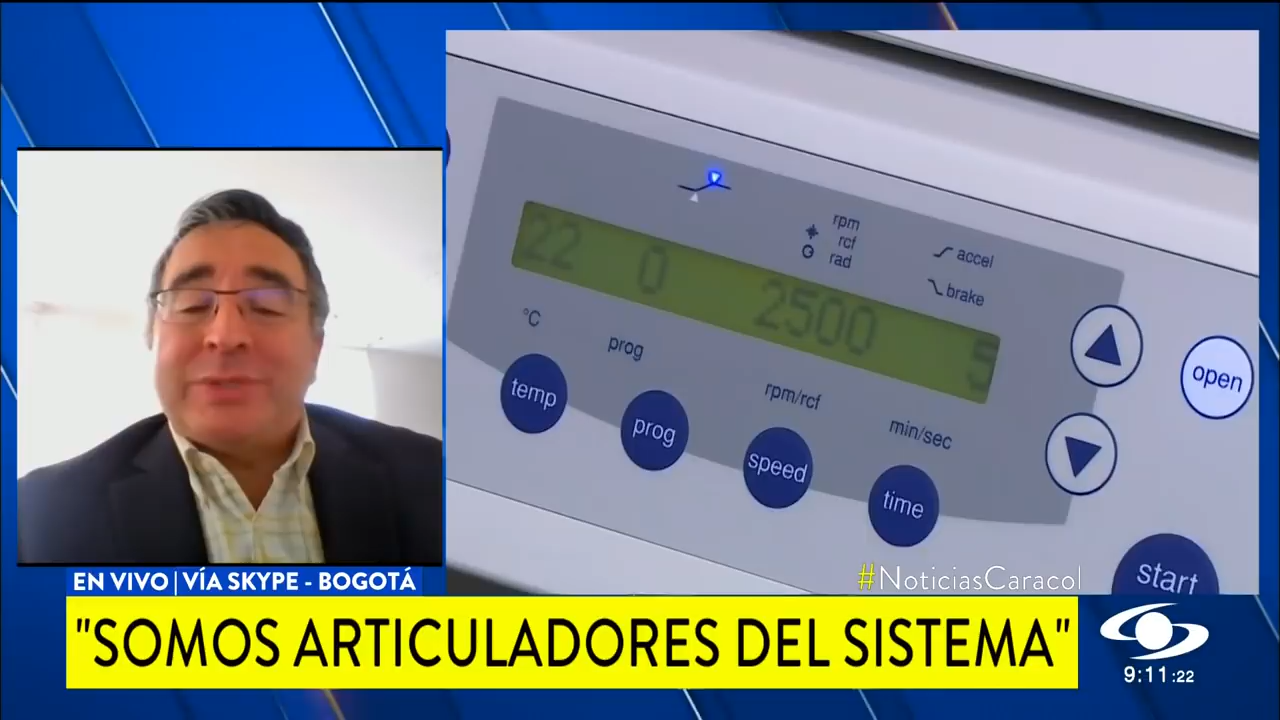 rpm
rcf
rad
accel
brake
22 0 2500 5
°C
prog
rpm/rcf
min/sec
temp
prog
speed
time
open
start
#NoticiasCaracol
EN VIVO | VÍA SKYPE - BOGOTÁ
"SOMOS ARTICULADORES DEL SISTEMA"
9:11:22